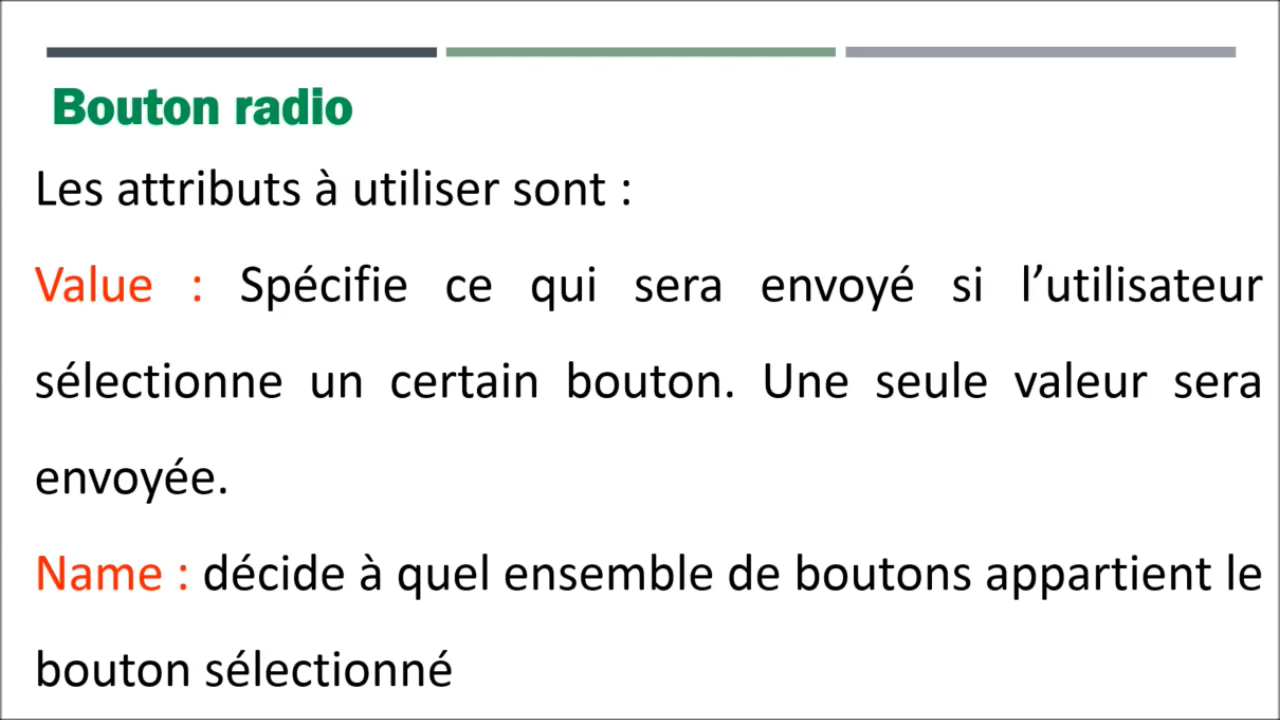 Bouton radio
Les attributs à utiliser sont :
Value : Spécifie ce qui sera envoyé si l’utilisateur
sélectionne un certain bouton. Une seule valeur sera
envoyée.
Name : décide à quel ensemble de boutons appartient le
bouton sélectionné